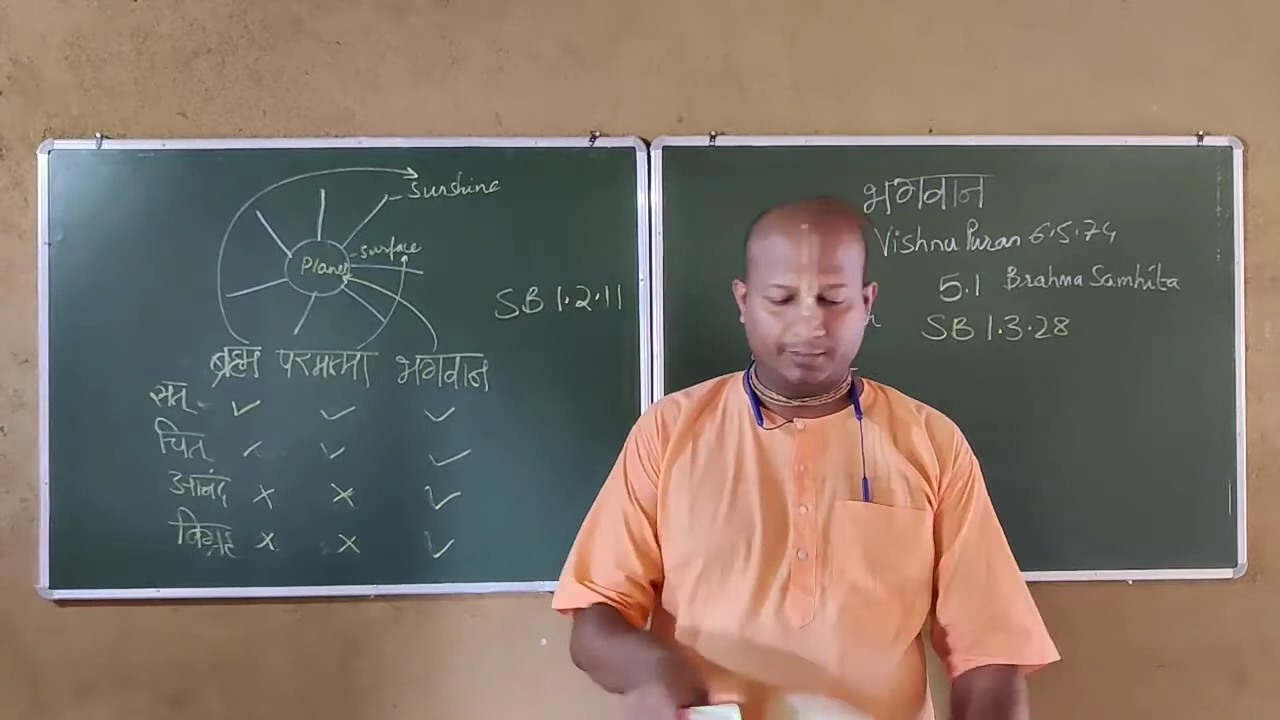 Sunshine
Surface
Planet
SB 1.2.11
ब्रह्म परमात्मा भगवान
सत् ✓ ✓ ✓
चित् ✓ ✓ ✓
आनंद × × ✓
विग्रह × × ✓
भगवान
Vishnu Puran 6.5.74
5.1 Brahma Samhita
SB 1.3.28